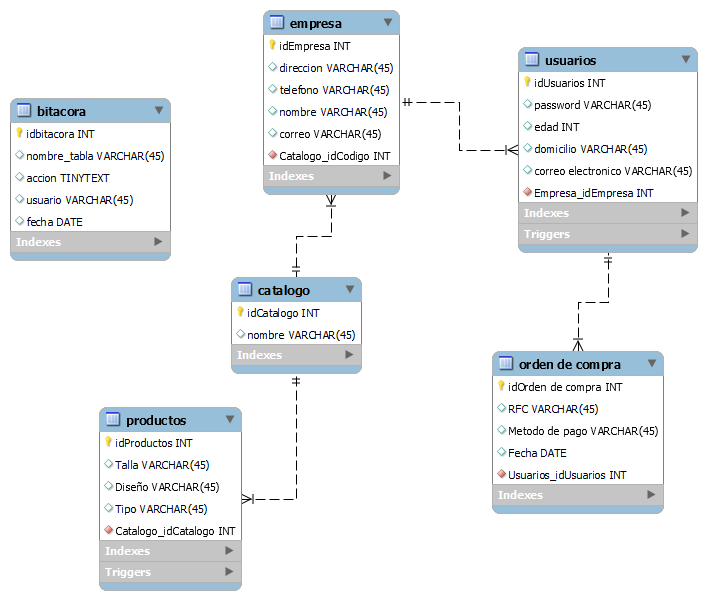 empresa
idEmpresa INT
direccion VARCHAR(45)
telefono VARCHAR(45)
nombre VARCHAR(45)
correo VARCHAR(45)
Catalogo_idCodigo INT
Indexes
usuarios
idUsuarios INT
password VARCHAR(45)
edad INT
domicilio VARCHAR(45)
correo electronico VARCHAR(45)
Empresa_idEmpresa INT
Indexes
Triggers
bitacora
idbitacora INT
nombre_tabla VARCHAR(45)
accion TINYTEXT
usuario VARCHAR(45)
fecha DATE
Indexes
catalogo
idCatalogo INT
nombre VARCHAR(45)
Indexes
orden de compra
idOrden de compra INT
RFC VARCHAR(45)
Metodo de pago VARCHAR(45)
Fecha DATE
Usuarios_idUsuarios INT
Indexes
productos
idProductos INT
Talla VARCHAR(45)
Diseño VARCHAR(45)
Tipo VARCHAR(45)
Catalogo_idCatalogo INT
Indexes
Triggers